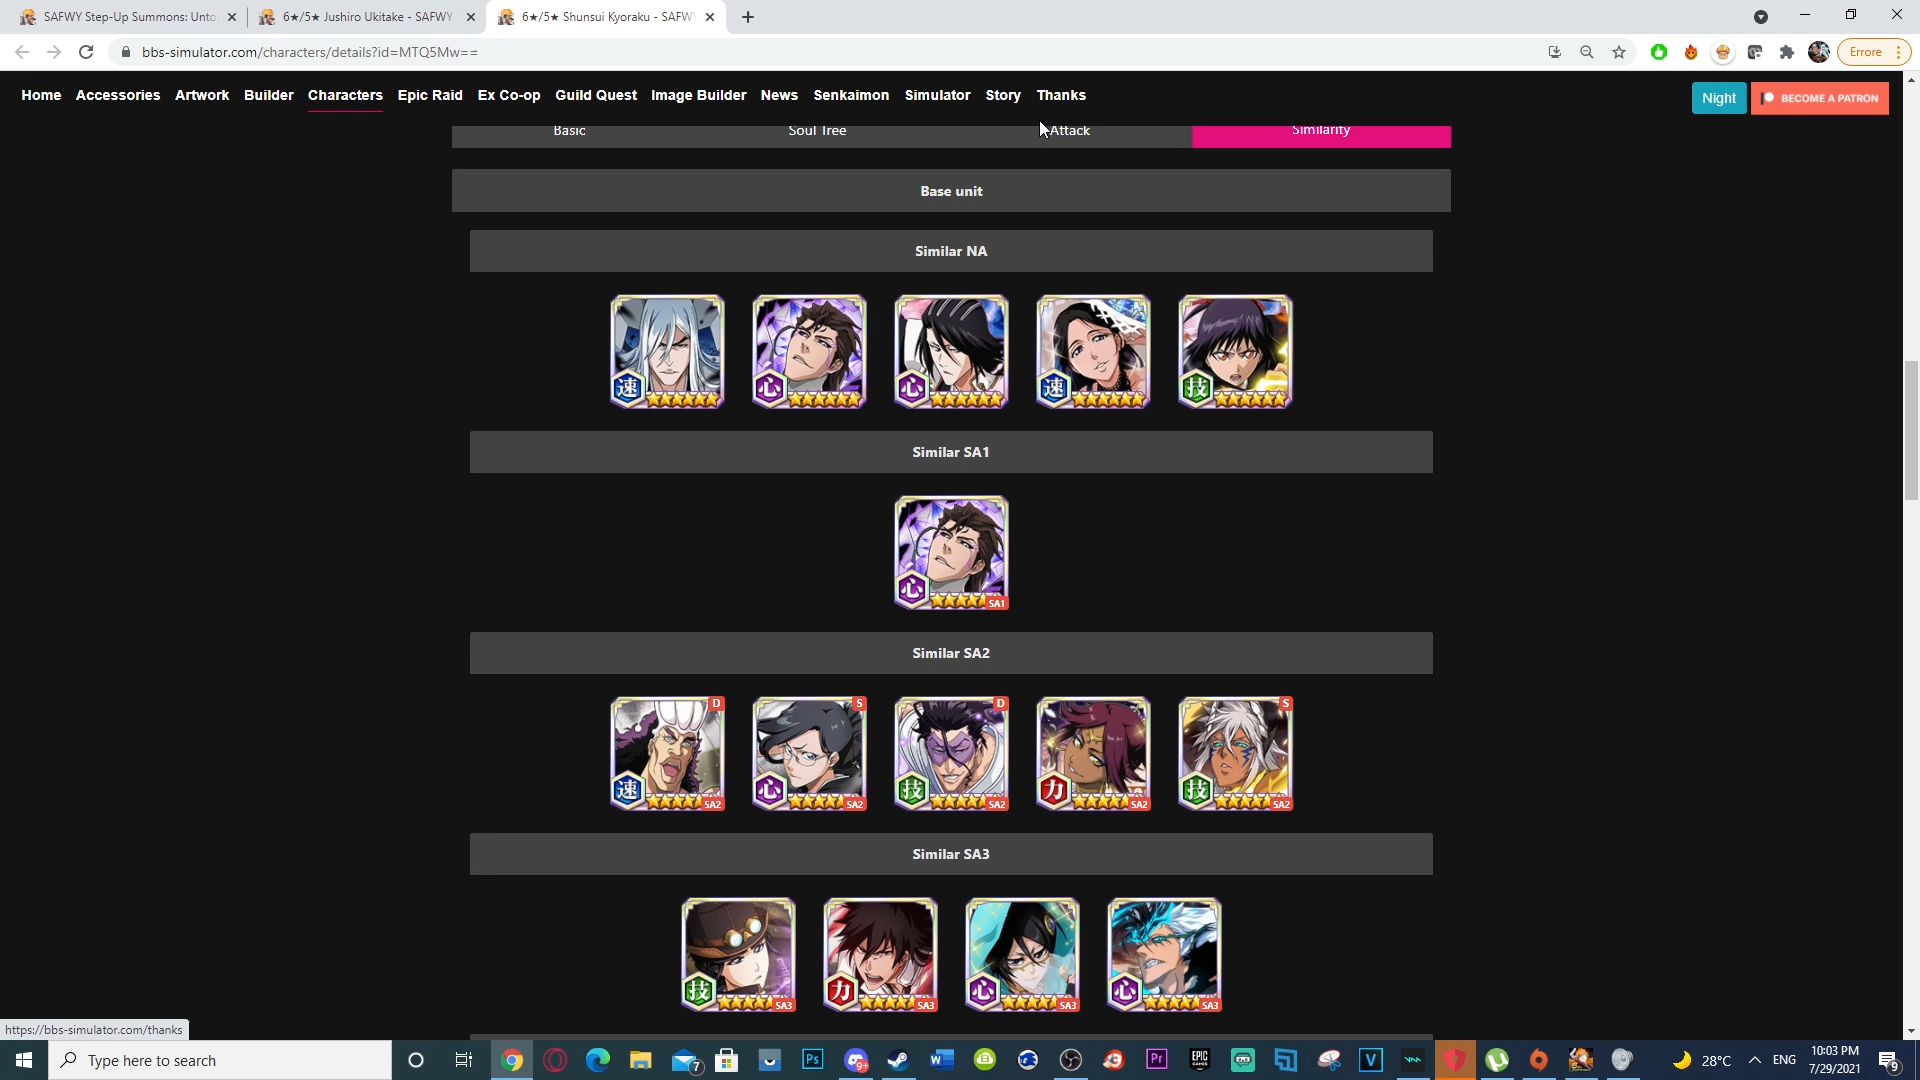 SAFWY Step-Up Summons: Unto
6★/5★ Jushiro Ukitake - SAFWY
6★/5★ Shunsui Kyoraku - SAFW
bbs-simulator.com/characters/details?id=MTQ5Mw==
Errore
Home Accessories Artwork Builder Characters Epic Raid Ex Co-op Guild Quest Image Builder News Senkaimon Simulator Story Thanks
Night
BECOME A PATRON
Basic Soul Tree Attack Similarity
Base unit
Similar NA
速 心 心 速 技
Similar SA1
心 SA1
Similar SA2
D S D S
速 SA2 心 SA2 技 SA2 力 SA2 技 SA2
Similar SA3
技 SA3 力 SA3 心 SA3 心 SA3
https://bbs-simulator.com/thanks
Type here to search
7
Ps
9+
Pr
EPIC GAMES
V
28°C
ENG
10:03 PM
7/29/2021
9